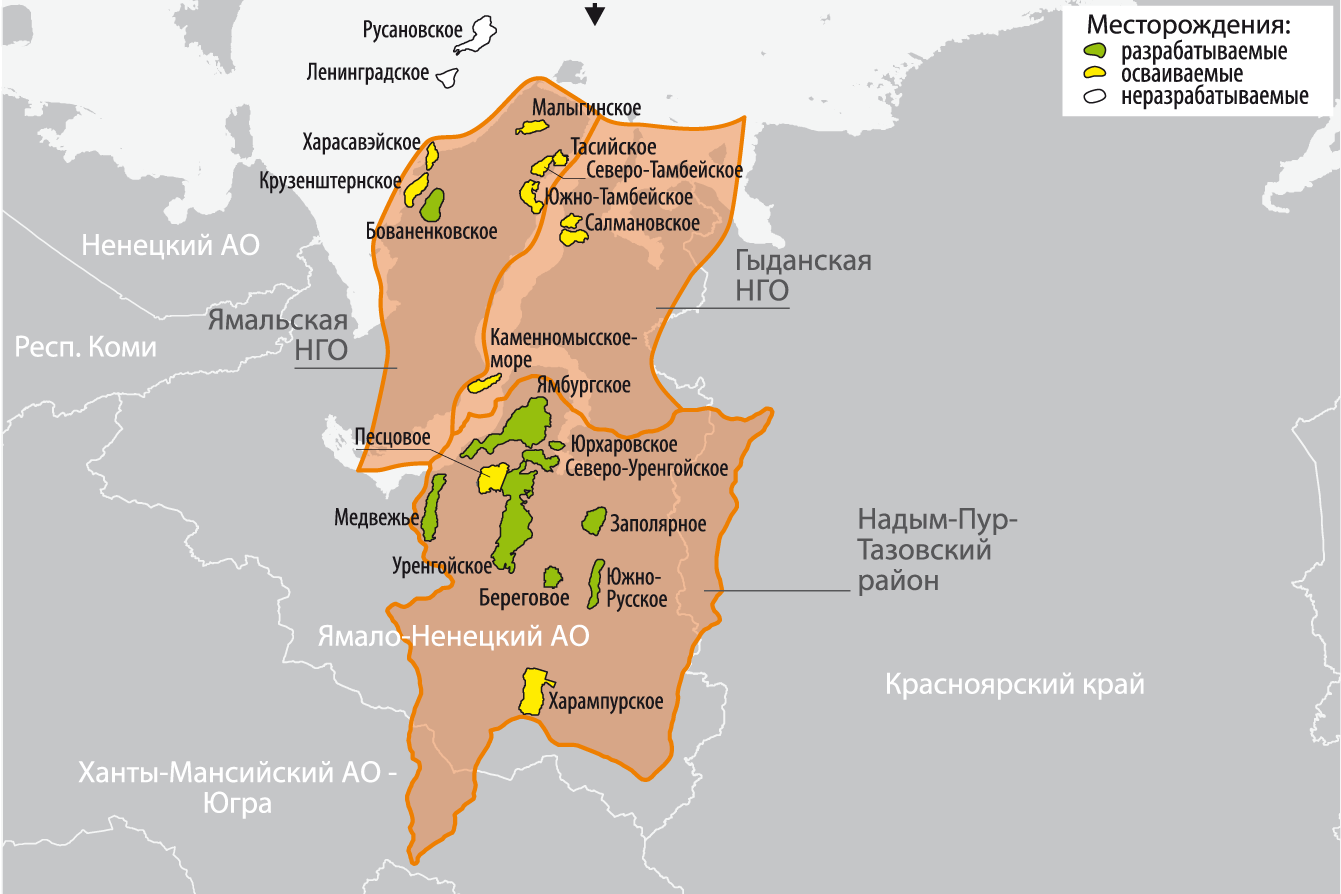 Русановское
Ленинградское
Месторождения:
разрабатываемые
осваиваемые
неразрабатываемые
Малыгинское
Харасавэйское
Тасийское
Северо-Тамбейское
Крузенштернское
Южно-Тамбейское
Салмановское
Бованенковское
Ненецкий АО
Гыданская
НГО
Ямальская
НГО
Респ. Коми
Каменномысское-
море
Ямбургское
Песцовое
Юрхаровское
Северо-Уренгойское
Медвежье
Заполярное
Надым-Пур-
Тазовский
район
Уренгойское
Береговое
Южно-
Русское
Ямало-Ненецкий АО
Красноярский край
Харампурское
Ханты-Мансийский АО -
Югра